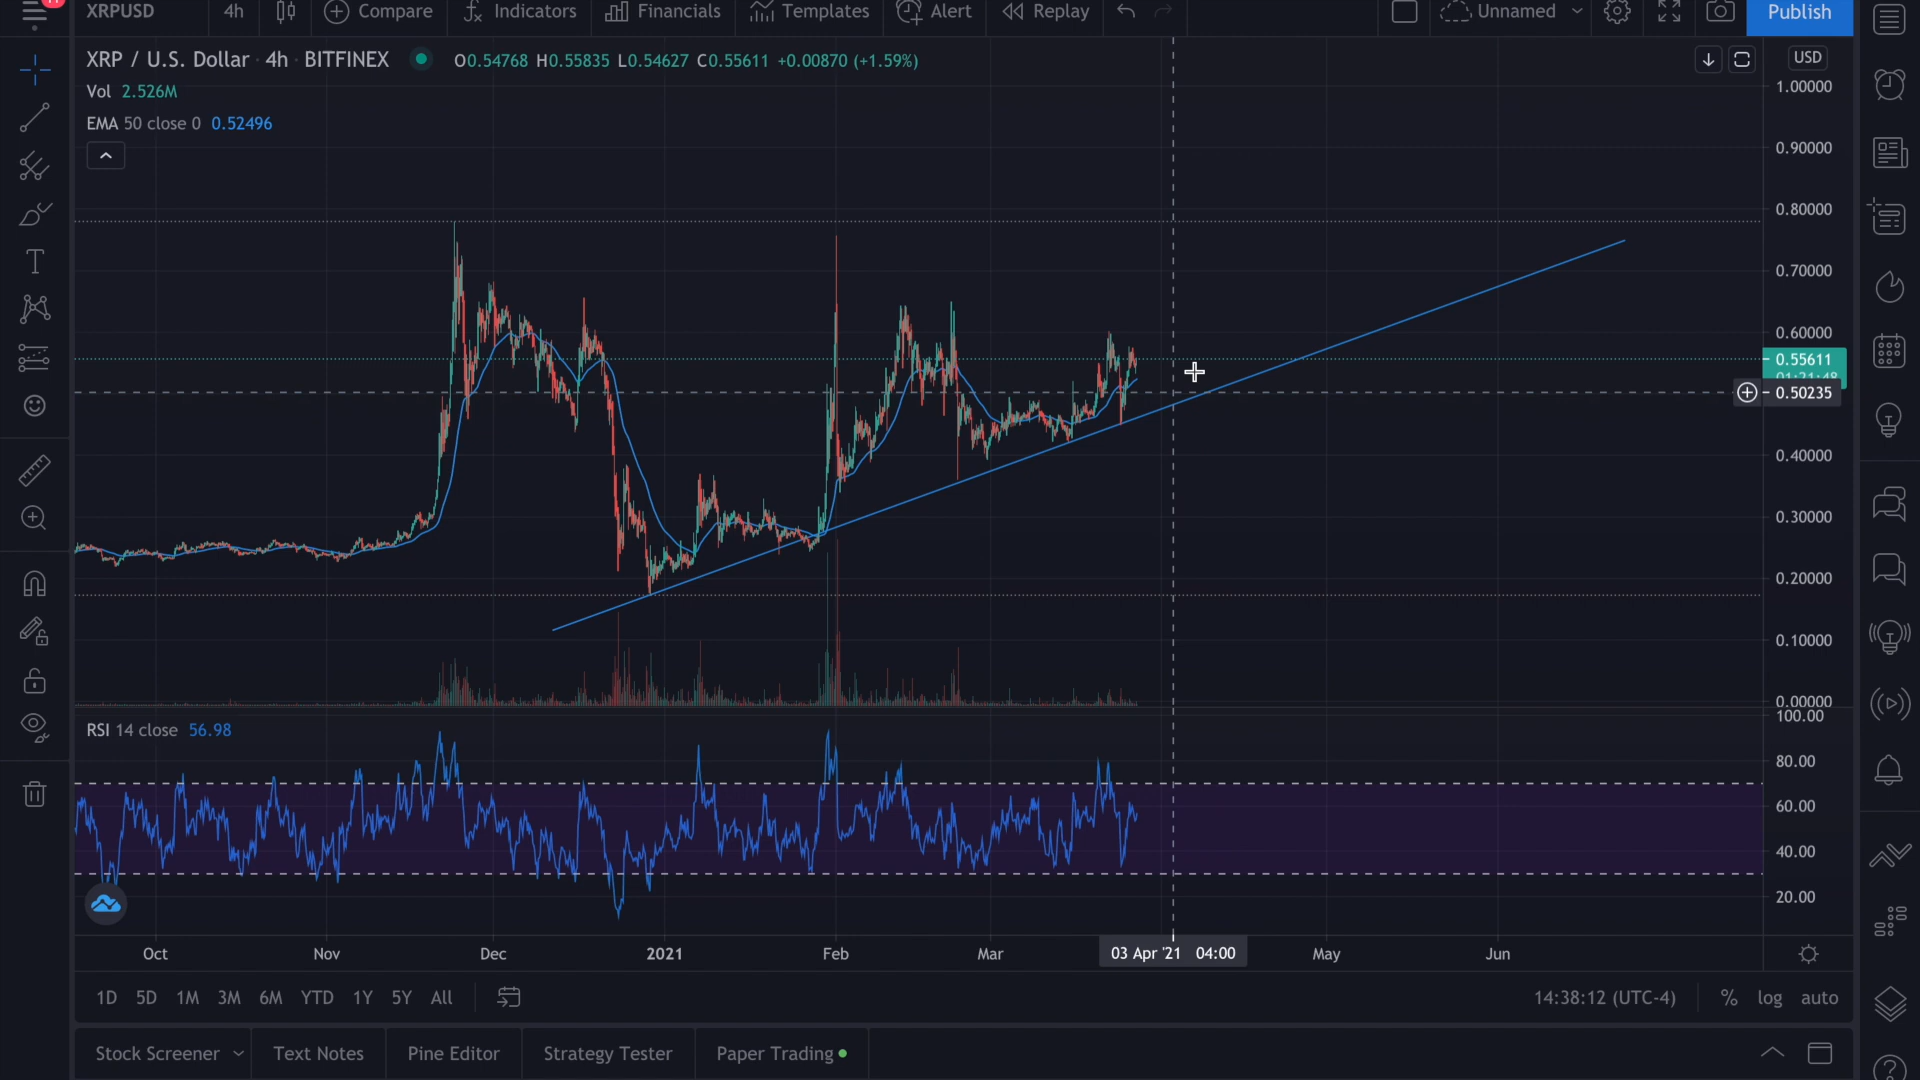 XRPUSD 4h Compare Indicators Financials Templates Alert Replay Unnamed Publish
XRP / U.S. Dollar · 4h · BITFINEX O0.54768 H0.55835 L0.54627 C0.55611 +0.00870 (+1.59%) USD
Vol 2.526M
EMA 50 close 0 0.52496
1.00000
0.90000
0.80000
0.70000
0.60000
0.55611
01:21:48
0.50235
0.40000
0.30000
0.20000
0.10000
0.00000
RSI 14 close 56.98
100.00
80.00
60.00
40.00
20.00
Oct Nov Dec 2021 Feb Mar 03 Apr '21 04:00 May Jun
1D 5D 1M 3M 6M YTD 1Y 5Y All 14:38:12 (UTC-4) % log auto
Stock Screener Text Notes Pine Editor Strategy Tester Paper Trading